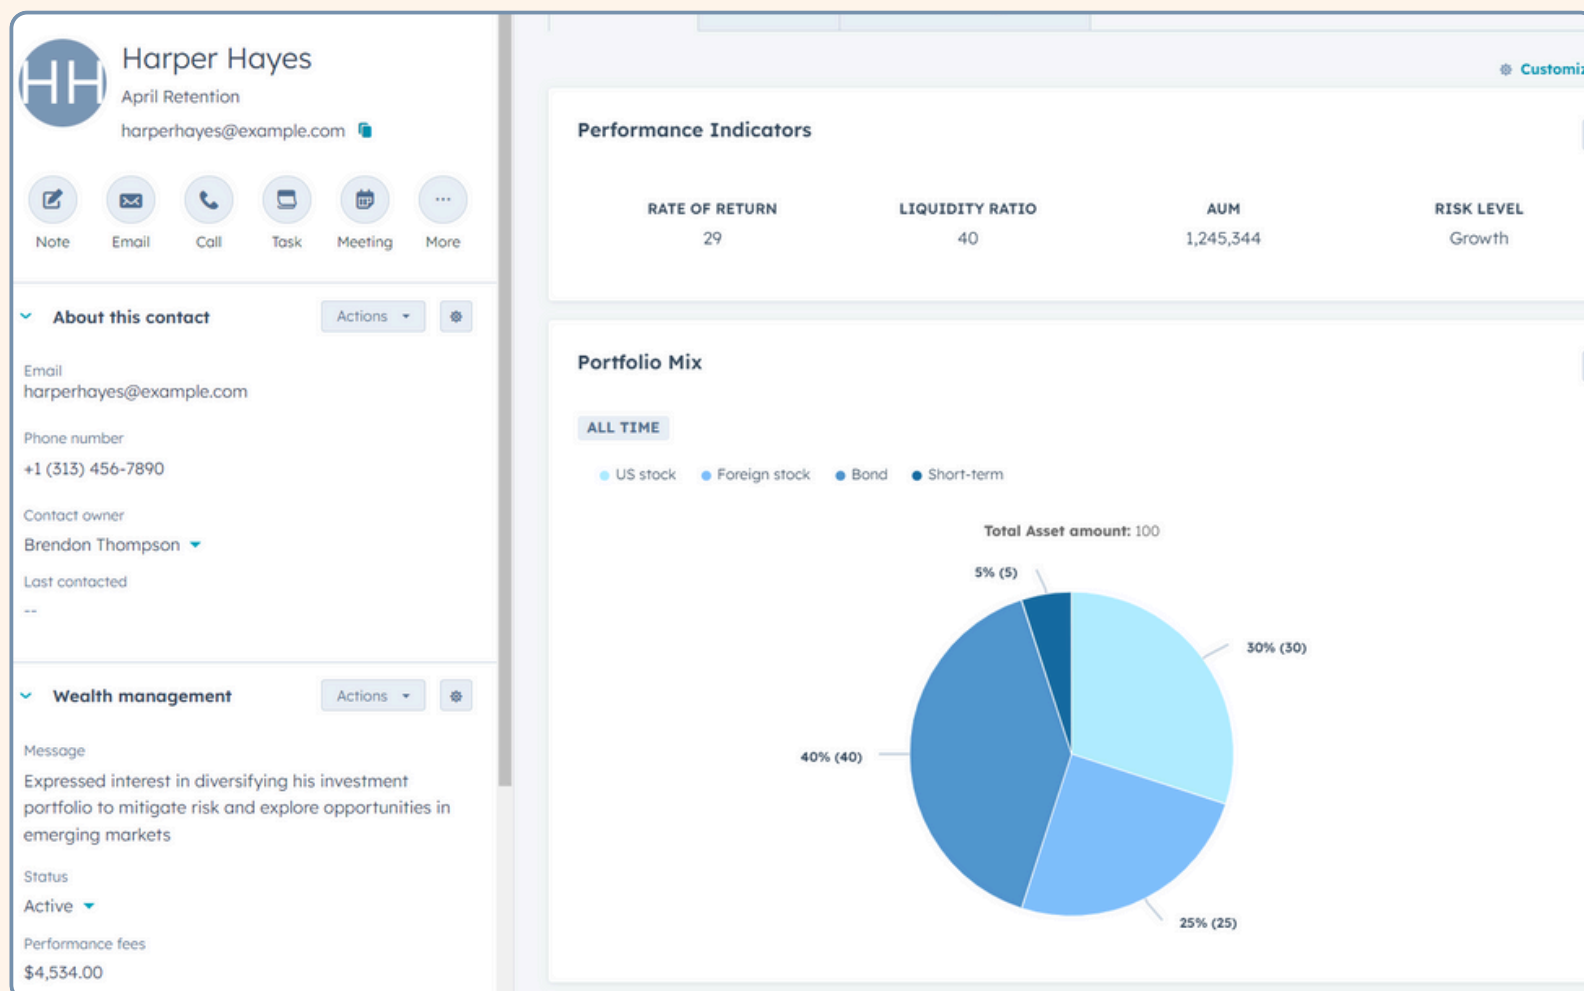 HH
Harper Hayes
April Retention
harperhayes@example.com
Note Email Call Task Meeting More
About this contact
Actions
Email
harperhayes@example.com
Phone number
+1 (313) 456-7890
Contact owner
Brendon Thompson
Last contacted
--
Wealth management
Actions
Message
Expressed interest in diversifying his investment
portfolio to mitigate risk and explore opportunities in
emerging markets
Status
Active
Performance fees
$4,534.00
Performance Indicators
RATE OF RETURN LIQUIDITY RATIO AUM RISK LEVEL
29 40 1,245,344 Growth
Portfolio Mix
ALL TIME
US stock Foreign stock Bond Short-term
Total Asset amount: 100
5% (5)
30% (30)
40% (40)
25% (25)